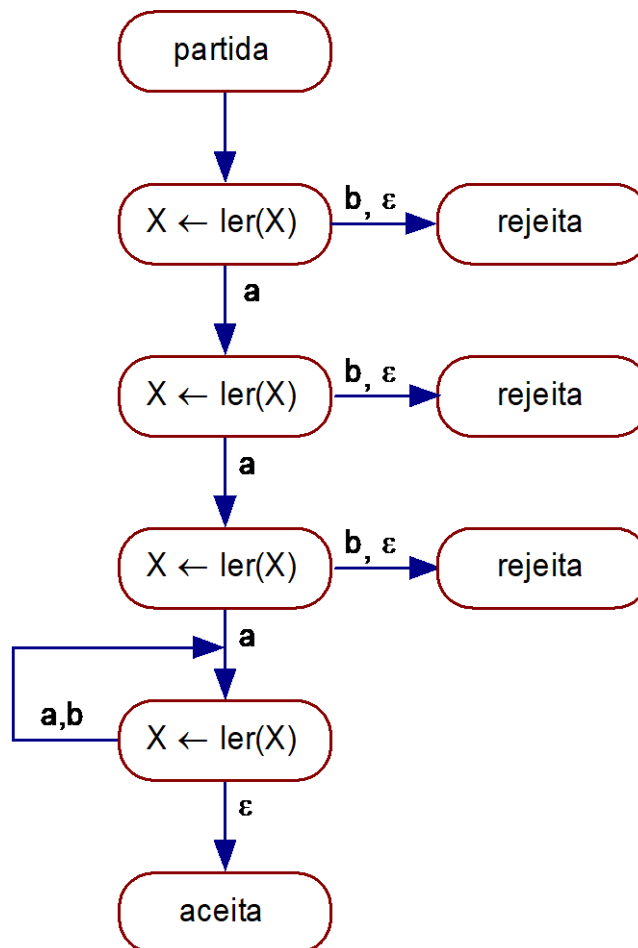 partida
X ← ler(X)
b, ε
rejeita
a
X ← ler(X)
b, ε
rejeita
a
X ← ler(X)
b, ε
rejeita
a
a,b
X ← ler(X)
ε
aceita